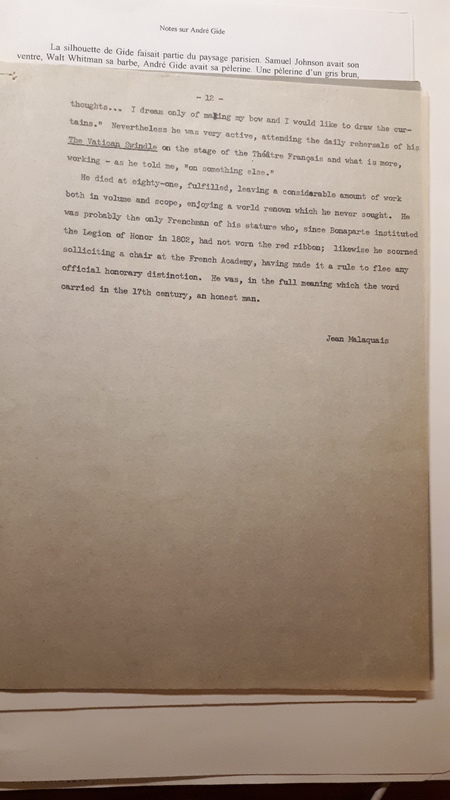 Notes sur André Gide
La silhouette de Gide faisait partie du paysage parisien. Samuel Johnson avait son
ventre, Walt Whitman sa barbe, André Gide avait sa pèlerine. Une pèlerine d'un gris brun,
- 12 -
thoughts... I dream only of making my bow and I would like to draw the cur-
tains." Nevertheless he was very active, attending the daily rehersals of his
The Vatican Swindle on the stage of the Théâtre Français and what is more,
working - as he told me, "on something else."
He died at eighty-one, fulfilled, leaving a considarable amount of work
both in volume and scope, enjoying a world renown which he never sought. He
was probably the only Frenchman of his stature who, since Bonaparte instituted
the Legion of Honor in 1802, had not worn the red ribbon; likewise he scorned
solliciting a chair at the French Academy, having made it a rule to flee any
official honorary distinction. He was, in the full meaning which the word
carried in the 17th century, an honest man.
Jean Malaquais